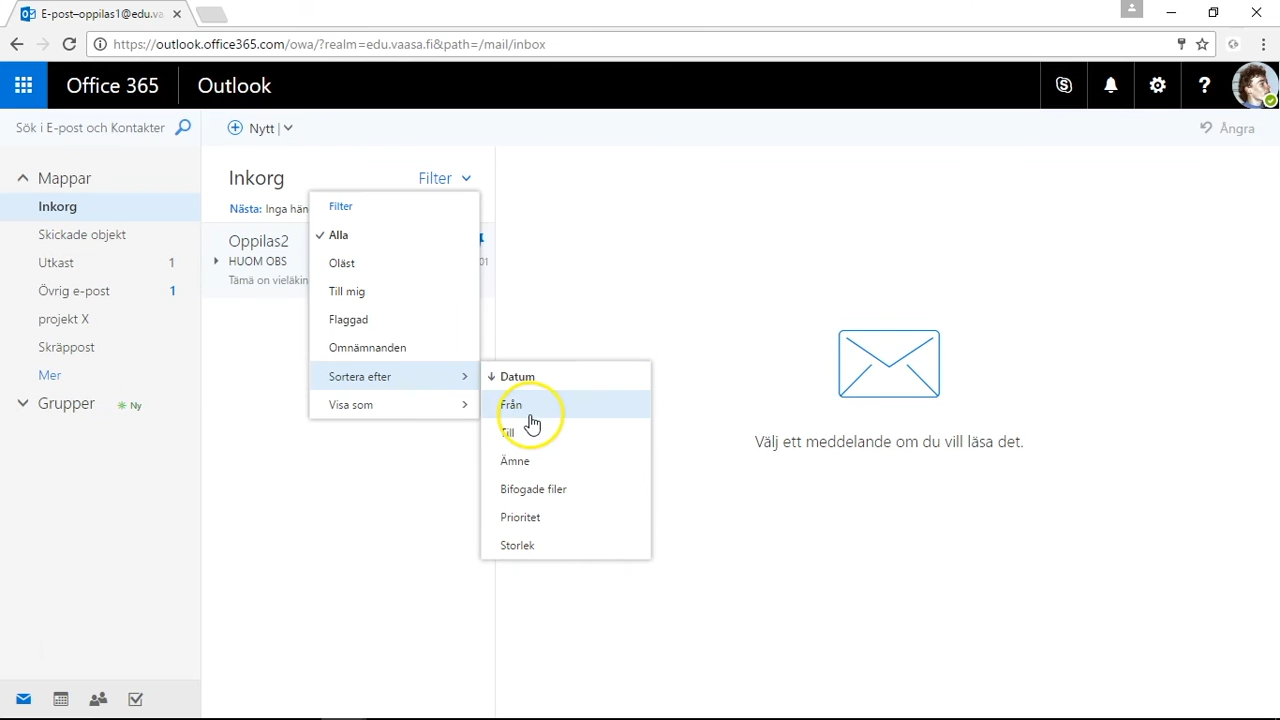 E-post–oppilas1@edu.va
https://outlook.office365.com/owa/?realm=edu.vaasa.fi&path=/mail/inbox
Office 365
Outlook
Sök i E-post och Kontakter
Nytt
Ångra
Mappar
Inkorg
Skickade objekt
Utkast 1
Övrig e-post 1
projekt X
Skräppost
Mer
Grupper
Ny
Inkorg
Filter
Nästa: Inga hän
Oppilas2
HUOM OBS
01
Tämä on vieläkin
Filter
Alla
Oläst
Till mig
Flaggad
Omnämnanden
Sortera efter
Visa som
Datum
Från
Till
Ämne
Bifogade filer
Prioritet
Storlek
Välj ett meddelande om du vill läsa det.